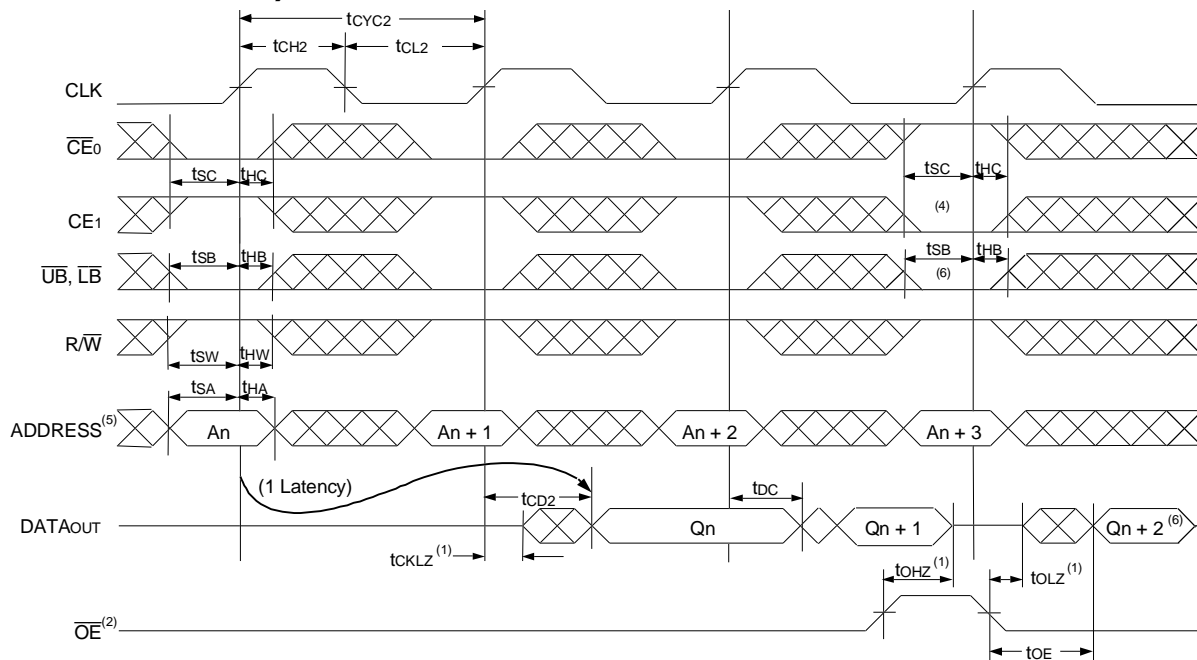 tCYC2
tCH2 tCL2
CLK
CE0
tSC tHC tSC tHC
CE1 (4)
tSB tHB tSB tHB
UB, LB (6)
R/W
tSW tHW
tSA tHA
ADDRESS(5) An An + 1 An + 2 An + 3
(1 Latency) tCD2 tDC
DATAOUT Qn Qn + 1 Qn + 2(6)
tCKLZ(1) tOHZ(1) tOLZ(1)
OE(2)
tOE